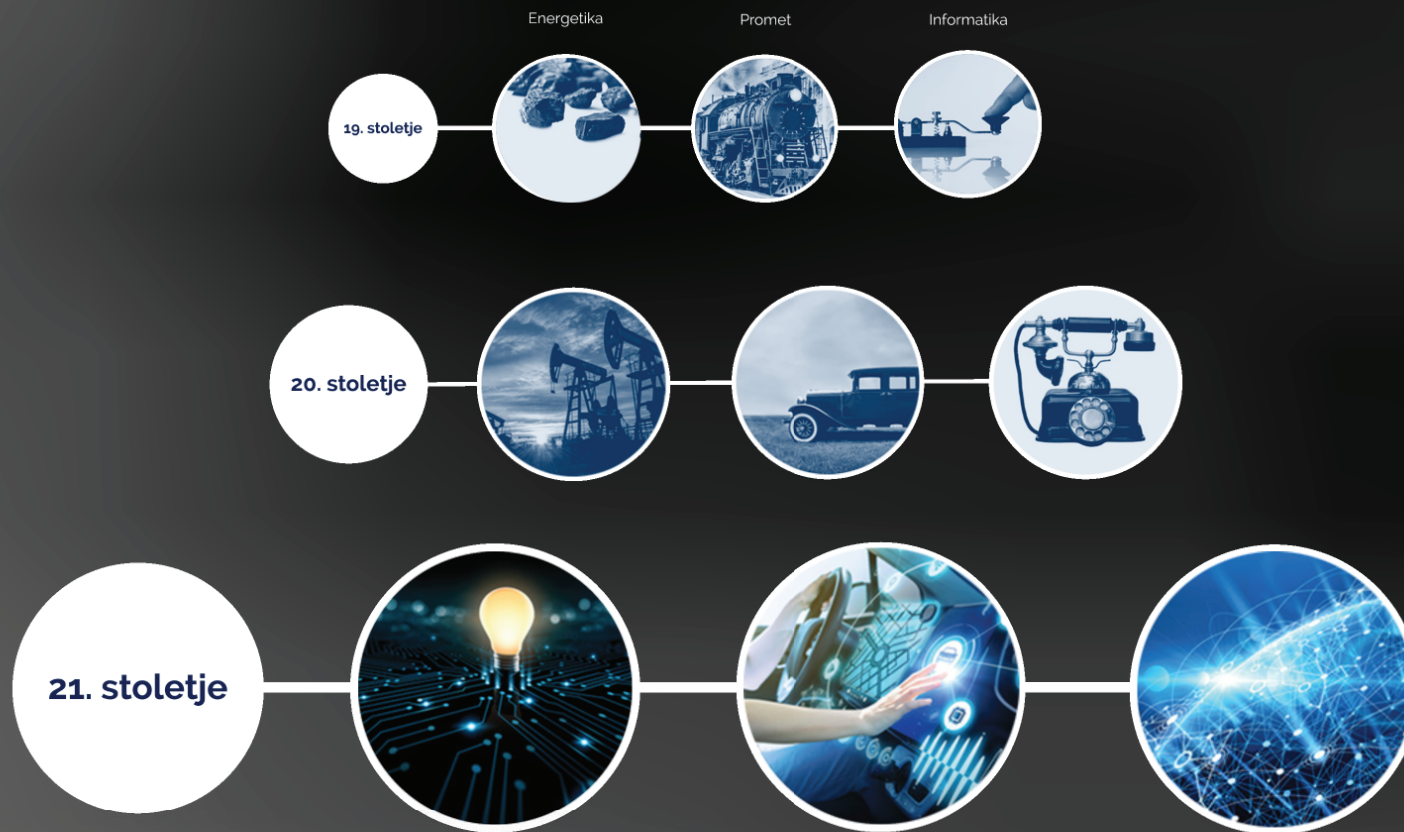 Energetika
Promet
Informatika
19. stoletje
20. stoletje
21. stoletje